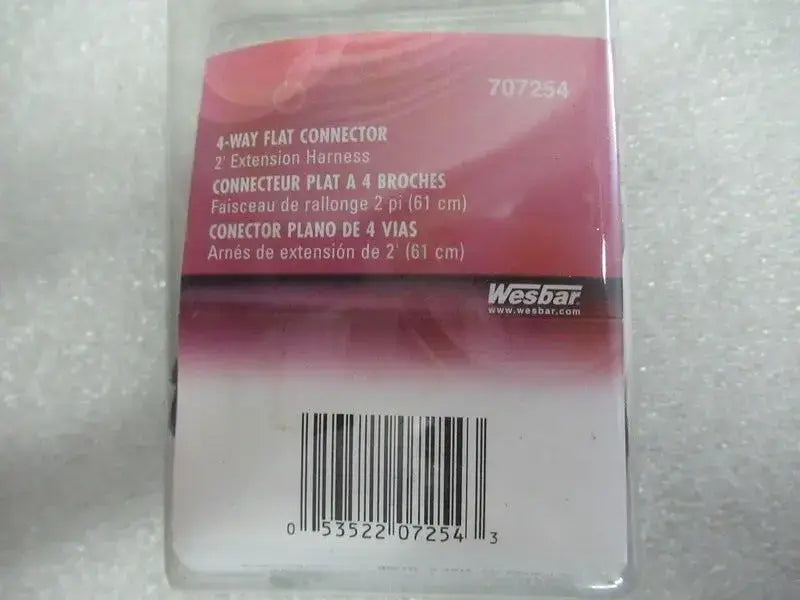 707254
4-WAY FLAT CONNECTOR
2' Extension Harness
CONNECTEUR PLAT A 4 BROCHES
Faisceau de rallonge 2 pi (61 cm)
CONECTOR PLANO DE 4 VIAS
Arnés de extensión de 2' (61 cm)
Wesbar
www.wesbar.com
0 53522 07254 3